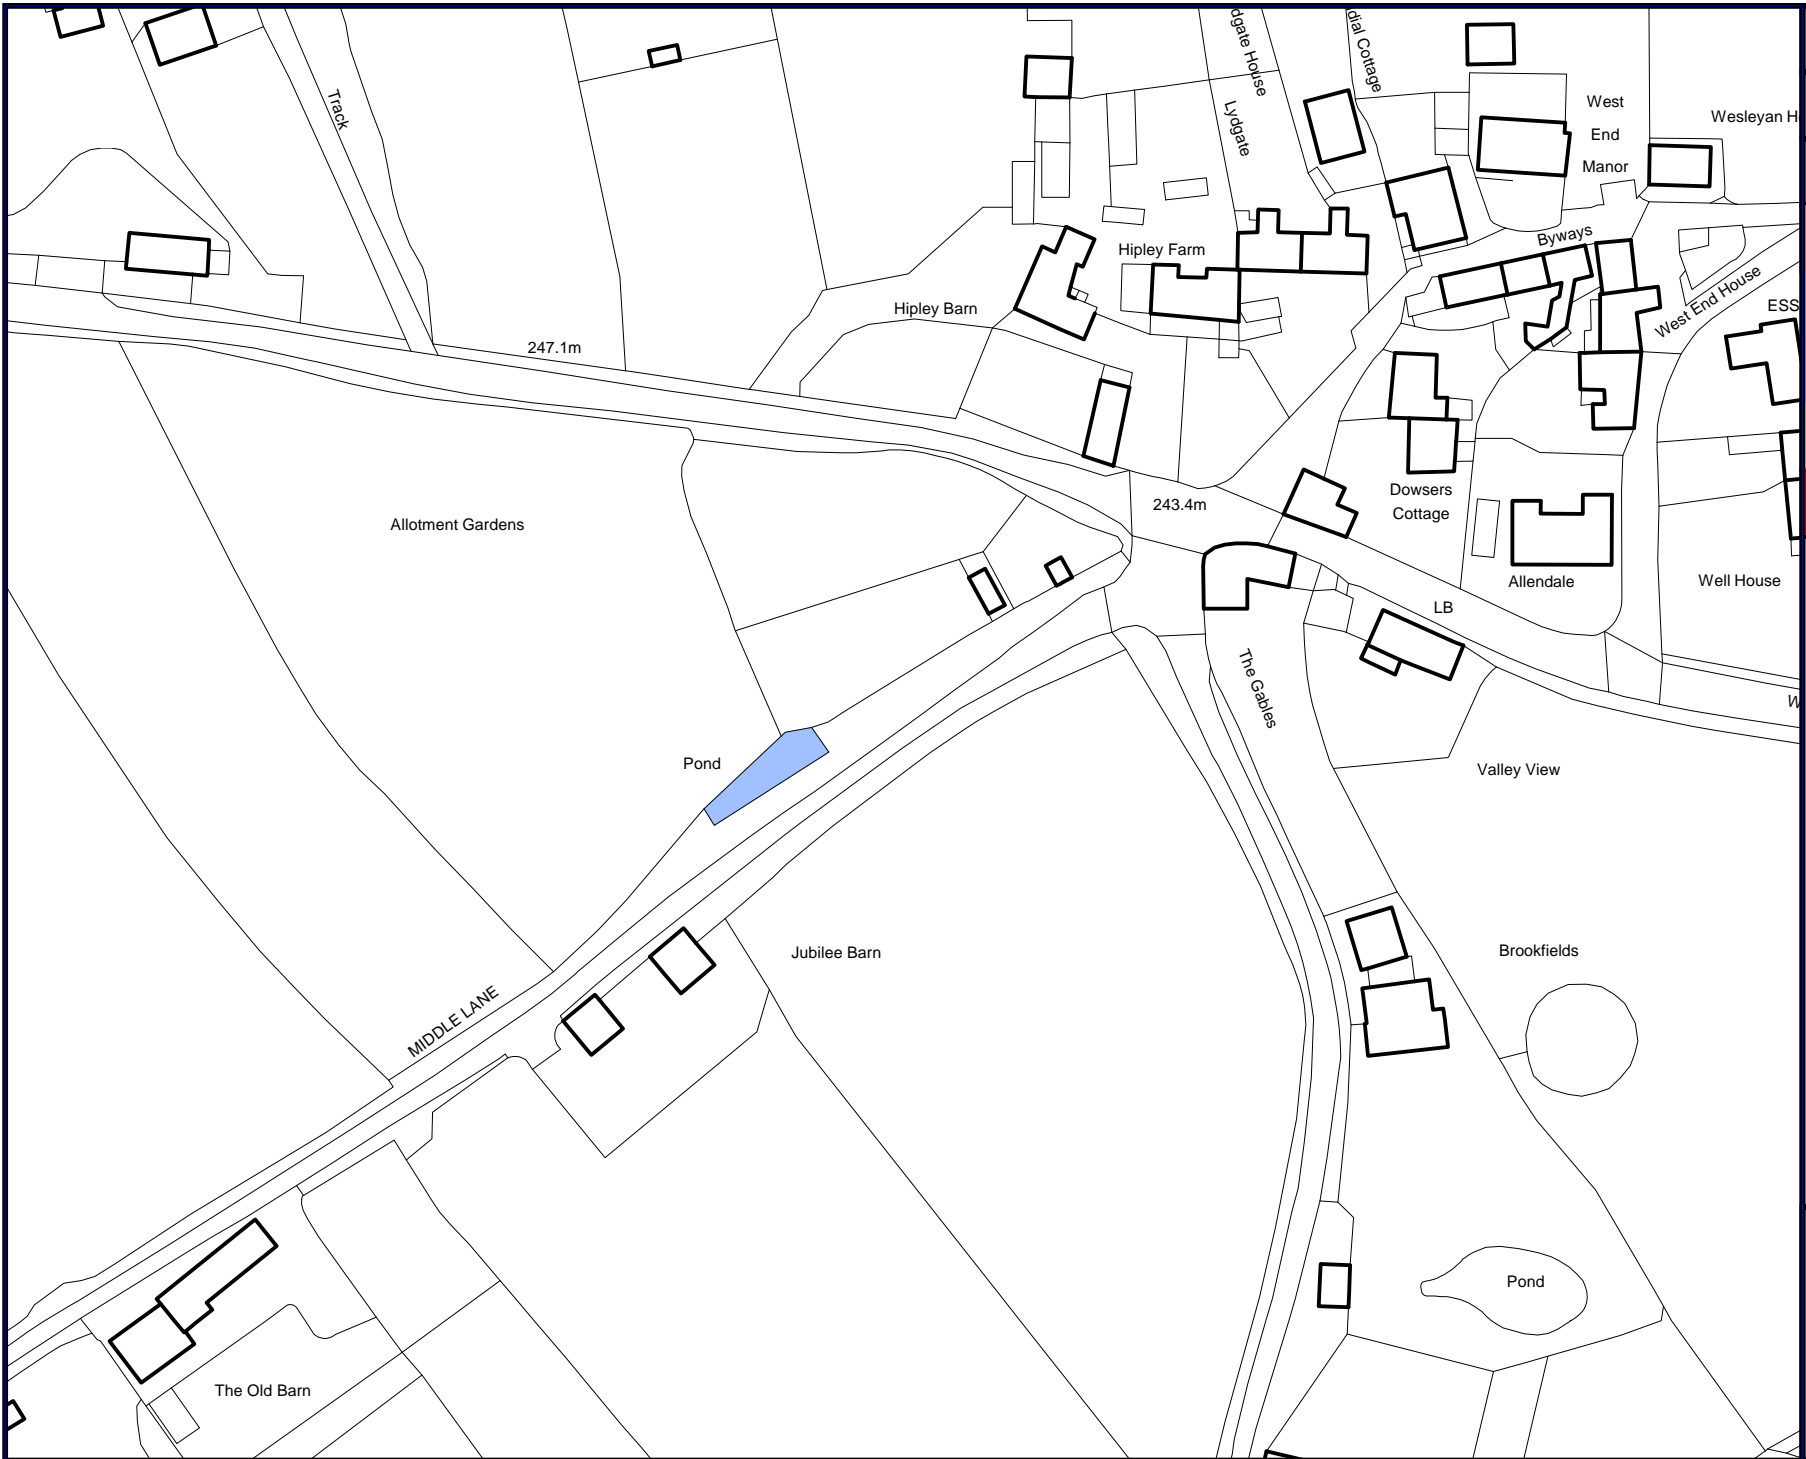 Track
Lydgate
West
End
Manor
Byways
Hipley Farm
West End House
ESS
Hipley Barn
247.1m
243.4m
Dowsers
Cottage
Allotment Gardens
Allendale
Well House
LB
The Gables
Pond
Valley View
Jubilee Barn
Brookfields
MIDDLE LANE
Pond
The Old Barn
dgate House
dial Cottage
Wesleyan H
W